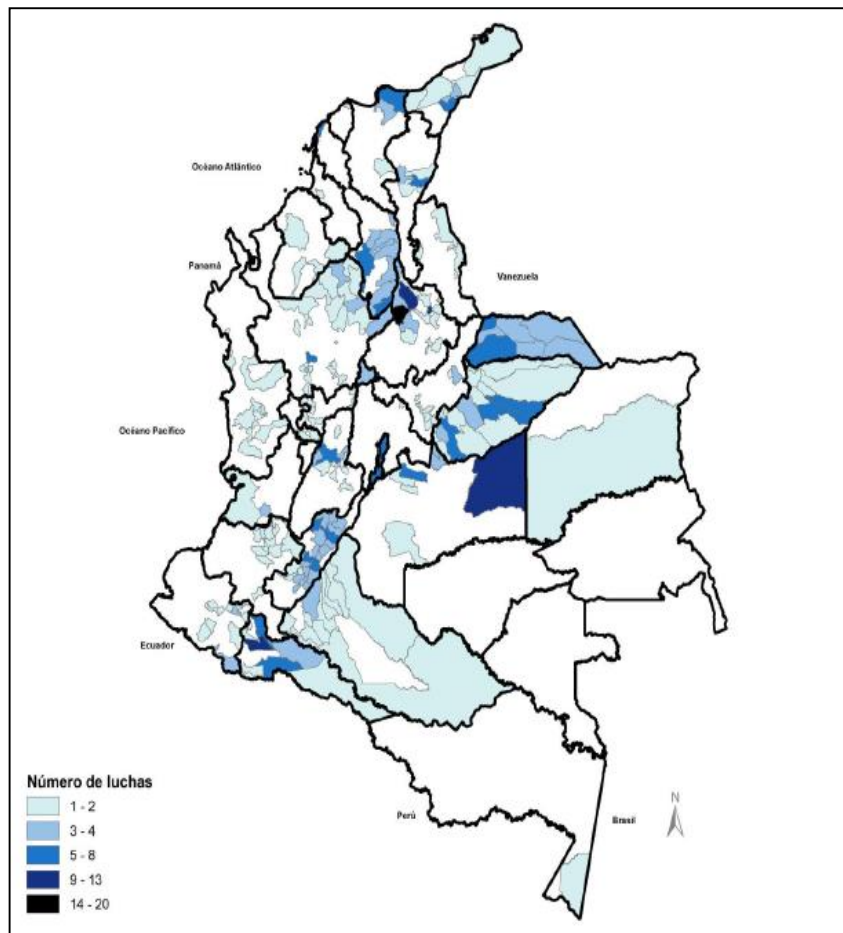 Océano Atlántico
Panamá
Vanezuela
Océano Pacífico
Ecuador
Número de luchas
1 - 2
3 - 4
5 - 8
9 - 13
14 - 20
Perú
Brasil
N